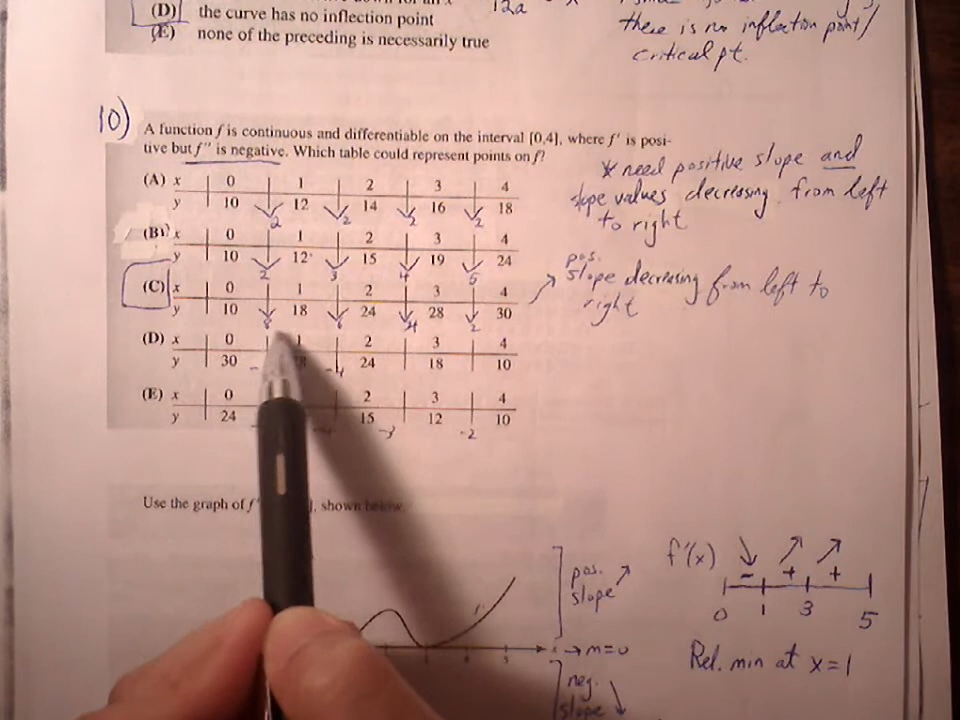 (D) the curve has no inflection point
(E) none of the preceding is necessarily true
12a
there is no inflection point/
critical pt.
10)
A function f is continuous and differentiable on the interval [0,4], where f' is posi-
tive but f'' is negative. Which table could represent points on f?
(A) x 0 1 2 3 4
y 10 12 14 16 18
2 2 2 2
(B) x 0 1 2 3 4
y 10 12 15 19 24
2 3 4 5
(C) x 0 1 2 3 4
y 10 18 24 28 30
8 6 4 2
(D) x 0 1 2 3 4
y 30 24 18 10
-4
(E) x 0 2 3 4
y 24 15 12 10
-3 -2
* need positive slope and
slope values decreasing from left
to right
pos.
slope decreasing from left to
right
Use the graph of f' shown below.
pos.
slope
x → m=0
neg.
slope
f'(x)
- + +
0 1 3 5
Rel. min at x=1